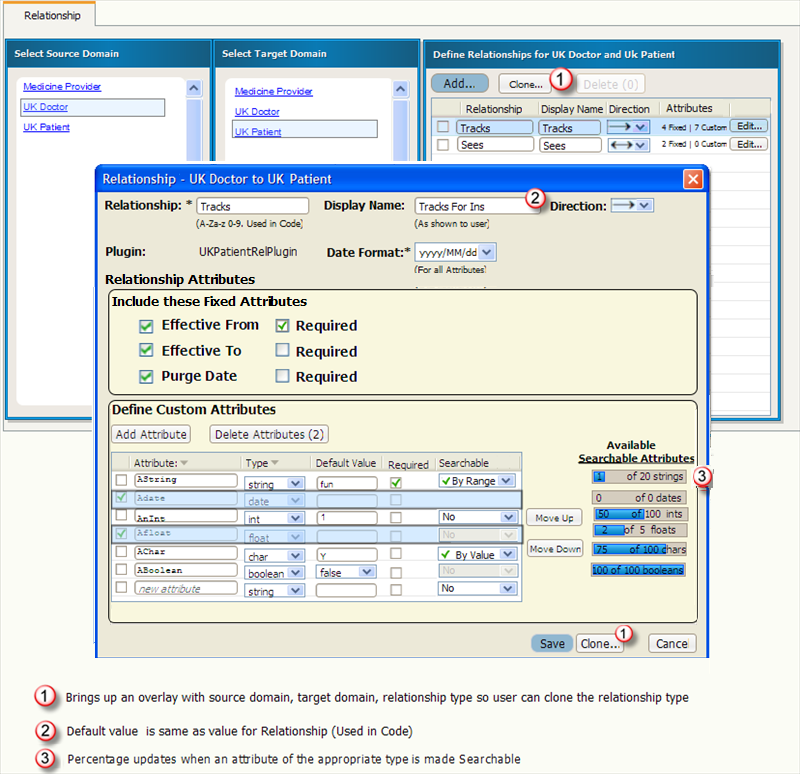 Relationship
Select Source Domain
Medicine Provider
UK Doctor
UK Patient
Select Target Domain
Medicine Provider
UK Doctor
UK Patient
Define Relationships for UK Doctor and Uk Patient
Add... Clone... 1 Delete (0)
Relationship Display Name Direction Attributes
Tracks Tracks 4 Fixed | 7 Custom Edit...
Sees Sees 2 Fixed | 0 Custom Edit...
Relationship - UK Doctor to UK Patient
Relationship: * Tracks Display Name: Tracks For Ins 2 Direction:
(A-Za-z 0-9. Used in Code) (As shown to user)
Plugin: UKPatientRelPlugin Date Format:* yyyy/MM/dd
(For all Attributes)
Relationship Attributes
Include these Fixed Attributes
Effective From Required
Effective To Required
Purge Date Required
Define Custom Attributes
Add Attribute Delete Attributes (2)
Attribute: Type Default Value Required Searchable
AString string fun By Range
Adate date
AnInt int 1 No
Afloat float No
AChar char Y By Value
ABoolean boolean false No
new attribute string No
Move Up
Move Down
Available
Searchable Attributes
1 of 20 strings 3
0 of 0 dates
50 of 100 ints
2 of 5 floats
75 of 100 chars
100 of 100 booleans
Save Clone... 1 Cancel
1 Brings up an overlay with source domain, target domain, relationship type so user can clone the relationship type
2 Default value is same as value for Relationship (Used in Code)
3 Percentage updates when an attribute of the appropriate type is made Searchable